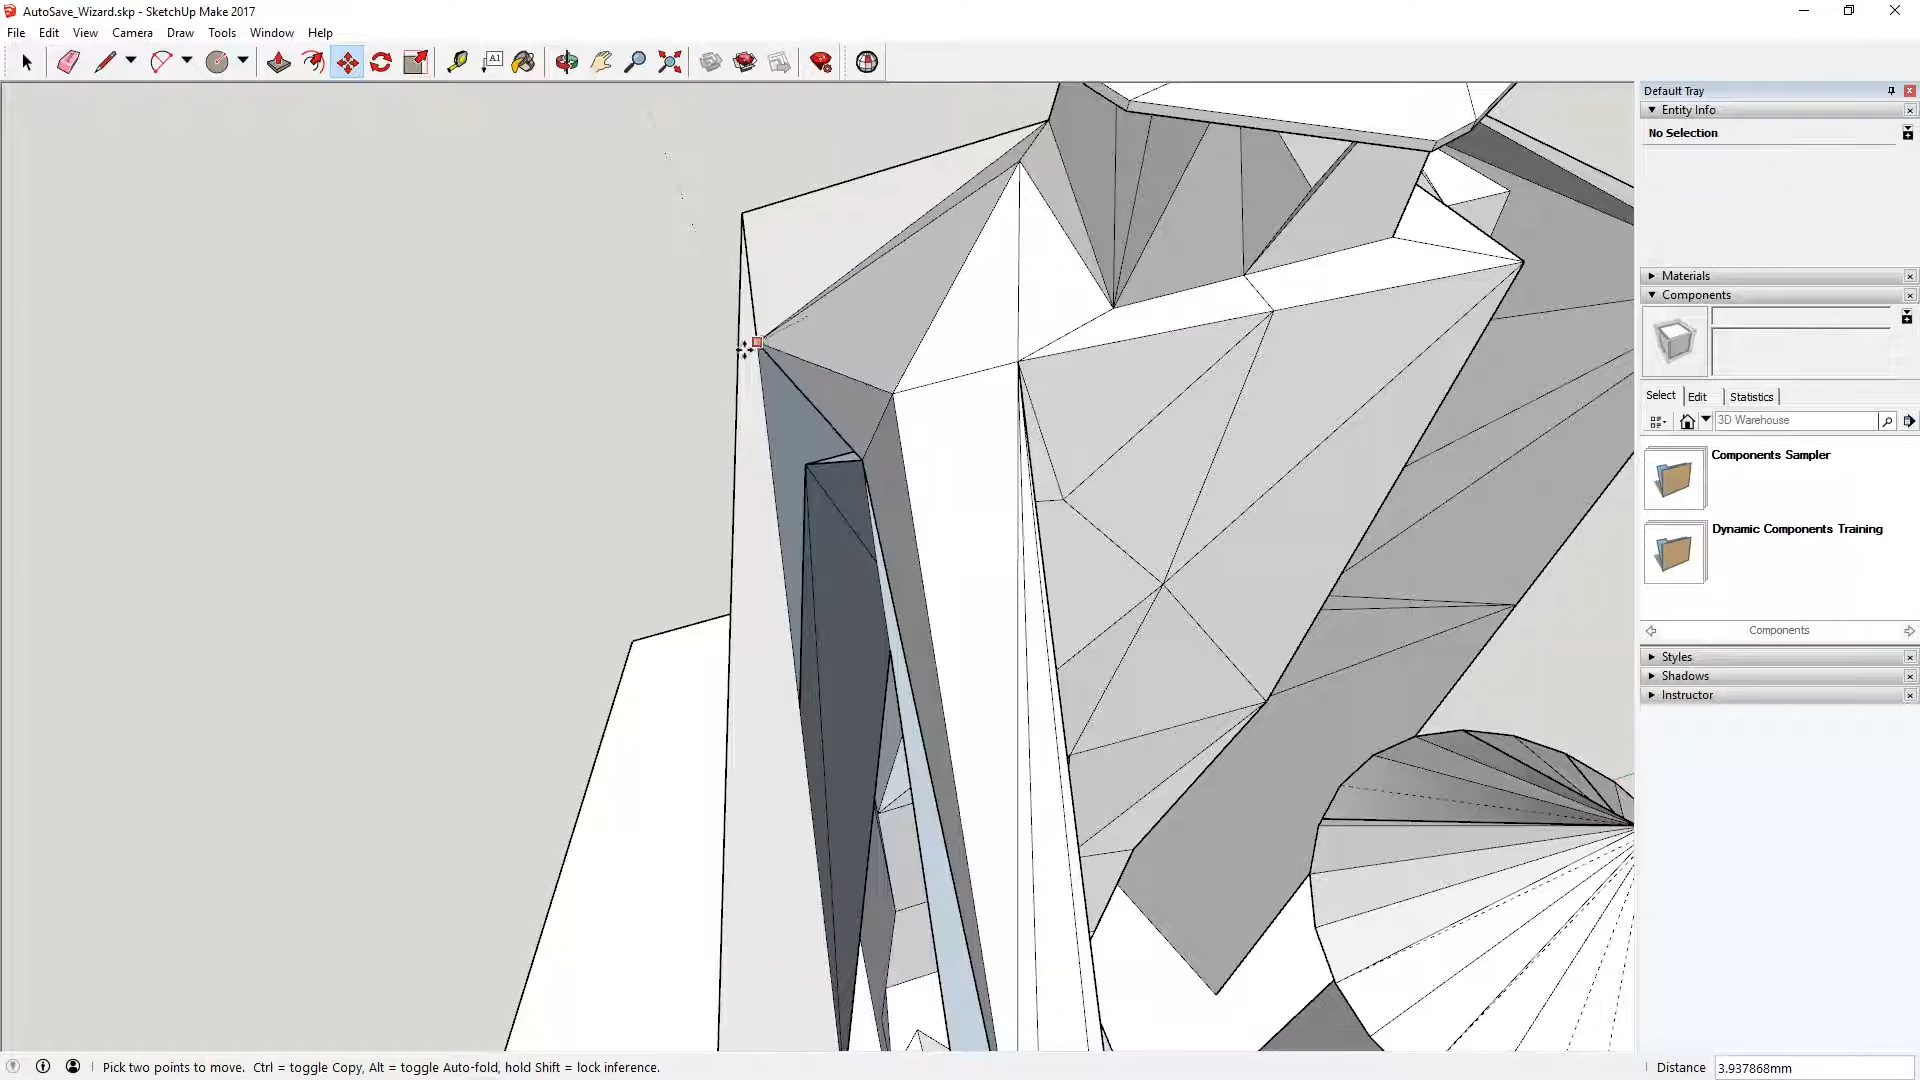 AutoSave_Wizard.skp - SketchUp Make 2017
File Edit View Camera Draw Tools Window Help
A1
Default Tray
Entity Info
No Selection
Materials
Components
Select Edit Statistics
3D Warehouse
Components Sampler
Dynamic Components Training
Components
Styles
Shadows
Instructor
Pick two points to move. Ctrl = toggle Copy, Alt = toggle Auto-fold, hold Shift = lock inference.
Distance 3.937868mm